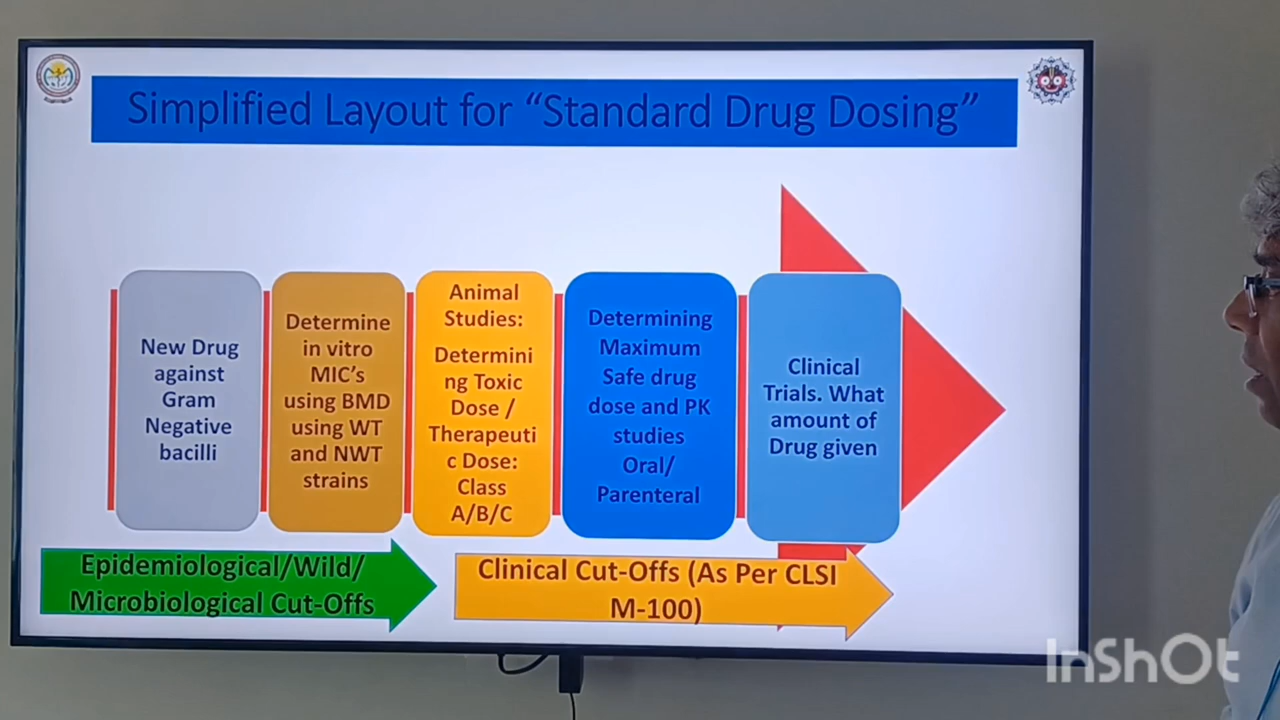 Simplified Layout for “Standard Drug Dosing”
New Drug
against
Gram
Negative
bacilli
Determine
in vitro
MIC’s
using BMD
using WT
and NWT
strains
Animal
Studies:
Determini
ng Toxic
Dose /
Therapeuti
c Dose:
Class
A/B/C
Determining
Maximum
Safe drug
dose and PK
studies
Oral/
Parenteral
Clinical
Trials. What
amount of
Drug given
Epidemiological/Wild/
Microbiological Cut-Offs
Clinical Cut-Offs (As Per CLSI
M-100)
InShOt